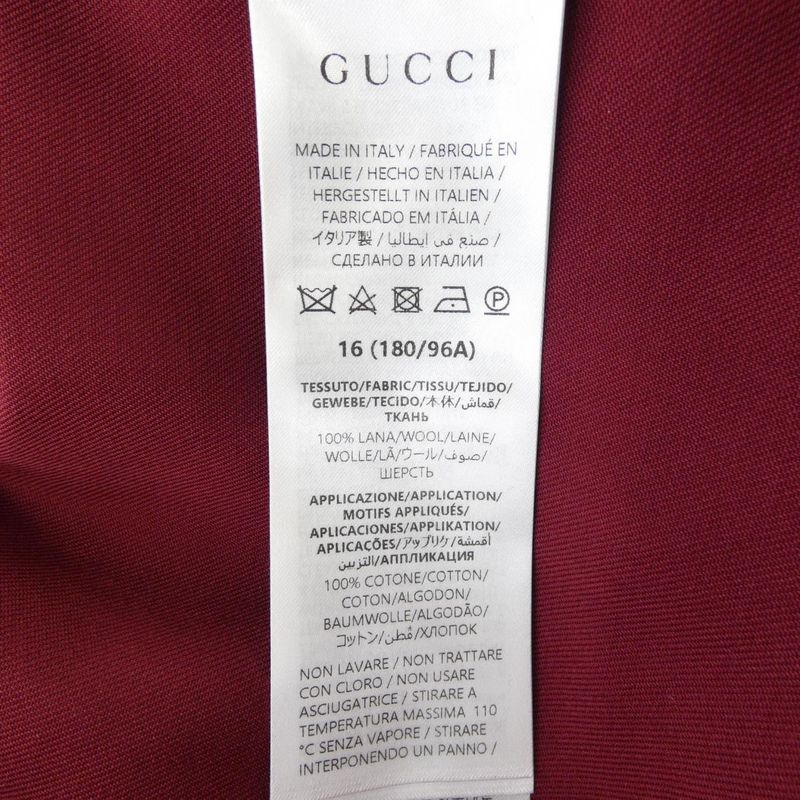 GUCCI
MADE IN ITALY / FABRIQUÉ EN
ITALIE / HECHO EN ITALIA /
HERGESTELLT IN ITALIEN /
FABRICADO EM ITÁLIA /
イタリア製 / صنع في ايطاليا /
СДЕЛАНО В ИТАЛИИ
P
16 (180/96A)
TESSUTO/FABRIC/TISSU/TEJIDO/
GEWEBE/TECIDO/本体/قماش/
ТКАНЬ
100% LANA/WOOL/LAINE/
WOLLE/LÃ/ウール/صوف/
ШЕРСТЬ
APPLICAZIONE/APPLICATION/
MOTIFS APPLIQUÉS/
APLICACIONES/APPLIKATION/
APLICAÇÕES/アップリケ/أقمشة
التزيين/АППЛИКАЦИЯ
100% COTONE/COTTON/
COTON/ALGODON/
BAUMWOLLE/ALGODÃO/
コットン/قُطن/ХЛОПОК
NON LAVARE / NON TRATTARE
CON CLORO / NON USARE
ASCIUGATRICE / STIRARE A
TEMPERATURA MASSIMA 110
°C SENZA VAPORE / STIRARE
INTERPONENDO UN PANNO /